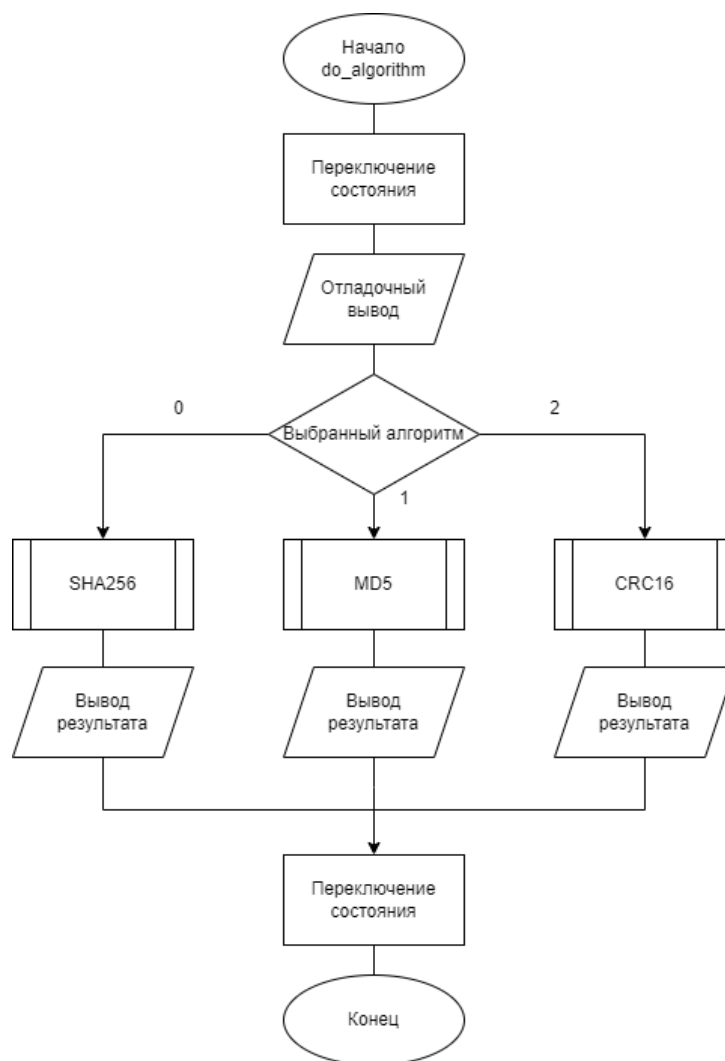 Начало
do_algorithm
Переключение
состояния
Отладочный
вывод
0
2
Выбранный алгоритм
1
SHA256
MD5
CRC16
Вывод
результата
Вывод
результата
Вывод
результата
Переключение
состояния
Конец